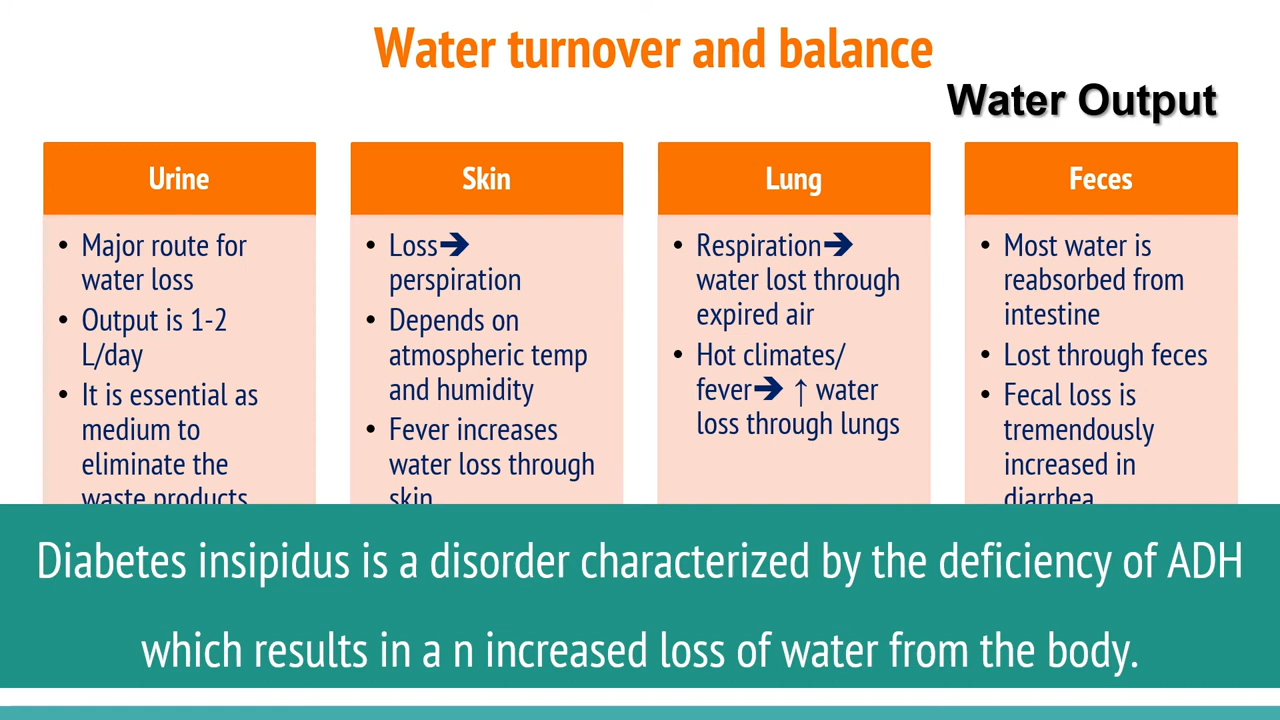 Water turnover and balance
Water Output
Urine
• Major route for
water loss
• Output is 1-2
L/day
• It is essential as
medium to
eliminate the
waste products
Skin
• Loss➔
perspiration
• Depends on
atmospheric temp
and humidity
• Fever increases
water loss through
skin
Lung
• Respiration➔
water lost through
expired air
• Hot climates/
fever➔ ↑ water
loss through lungs
Feces
• Most water is
reabsorbed from
intestine
• Lost through feces
• Fecal loss is
tremendously
increased in
diarrhea
Diabetes insipidus is a disorder characterized by the deficiency of ADH
which results in a n increased loss of water from the body.